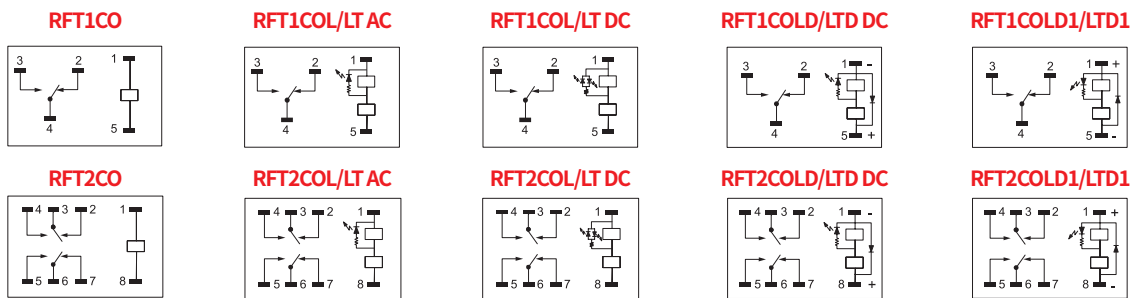 RFT1CO RFT1COL/LT AC RFT1COL/LT DC RFT1COLD/LTD DC RFT1COLD1/LTD1
3 2 1 3 2 1 3 2 1 3 2 1 - 3 2 1 +
4 5 4 5 4 5 4 5 + 4 5 -
RFT2CO RFT2COL/LT AC RFT2COL/LT DC RFT2COLD/LTD DC RFT2COLD1/LTD1
4 3 2 1 4 3 2 1 4 3 2 1 4 3 2 1 - 4 3 2 1 +
5 6 7 8 5 6 7 8 5 6 7 8 5 6 7 8 + 5 6 7 8 -